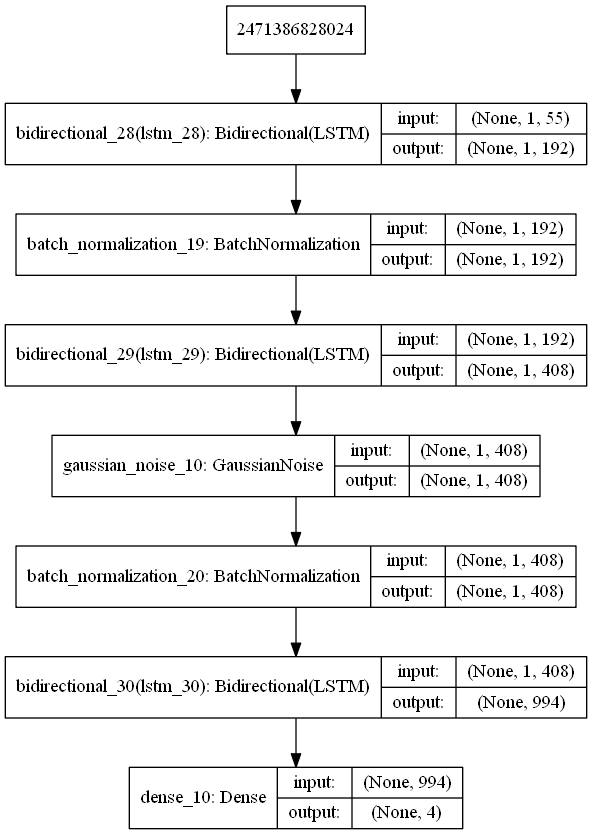 2471386828024
bidirectional_28(lstm_28): Bidirectional(LSTM)
input: (None, 1, 55)
output: (None, 1, 192)
batch_normalization_19: BatchNormalization
input: (None, 1, 192)
output: (None, 1, 192)
bidirectional_29(lstm_29): Bidirectional(LSTM)
input: (None, 1, 192)
output: (None, 1, 408)
gaussian_noise_10: GaussianNoise
input: (None, 1, 408)
output: (None, 1, 408)
batch_normalization_20: BatchNormalization
input: (None, 1, 408)
output: (None, 1, 408)
bidirectional_30(lstm_30): Bidirectional(LSTM)
input: (None, 1, 408)
output: (None, 994)
dense_10: Dense
input: (None, 994)
output: (None, 4)